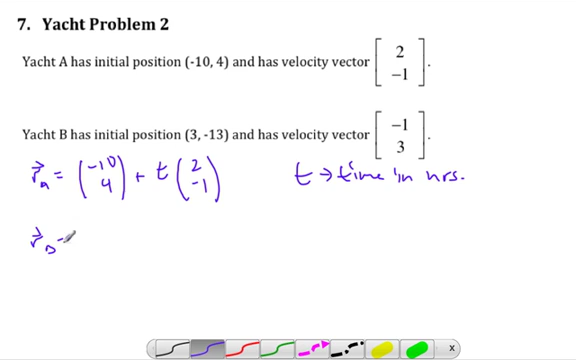 7. Yacht Problem 2
Yacht A has initial position (-10, 4) and has velocity vector [ 2 -1 ].
Yacht B has initial position (3, -13) and has velocity vector [ -1 3 ].
r⃗a = (-10 4) + t (2 -1) t → time in hrs.
r⃗b =
x